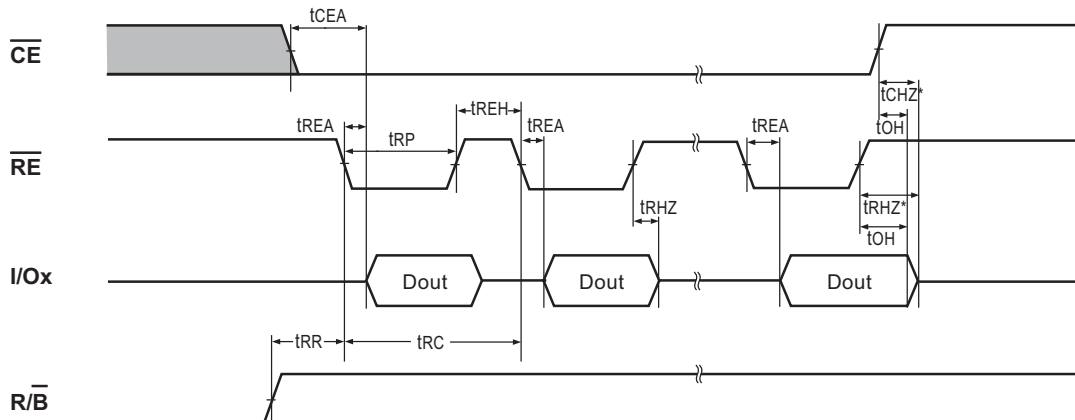 tCEA
CE
tCHZ*
tREH
tREA
tREA
tREA
tOH
tRP
RE
tRHZ
tRHZ*
tOH
I/Ox
Dout
Dout
Dout
tRR
tRC
R/B